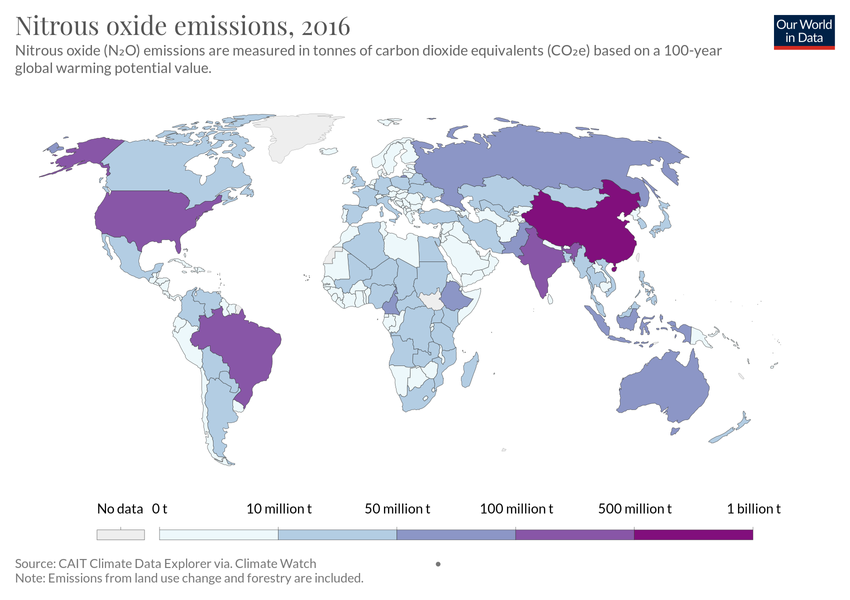 Nitrous oxide emissions, 2016
Our World
in Data
Nitrous oxide (N₂O) emissions are measured in tonnes of carbon dioxide equivalents (CO₂e) based on a 100-year
global warming potential value.
No data 0 t 10 million t 50 million t 100 million t 500 million t 1 billion t
Source: CAIT Climate Data Explorer via. Climate Watch
Note: Emissions from land use change and forestry are included.